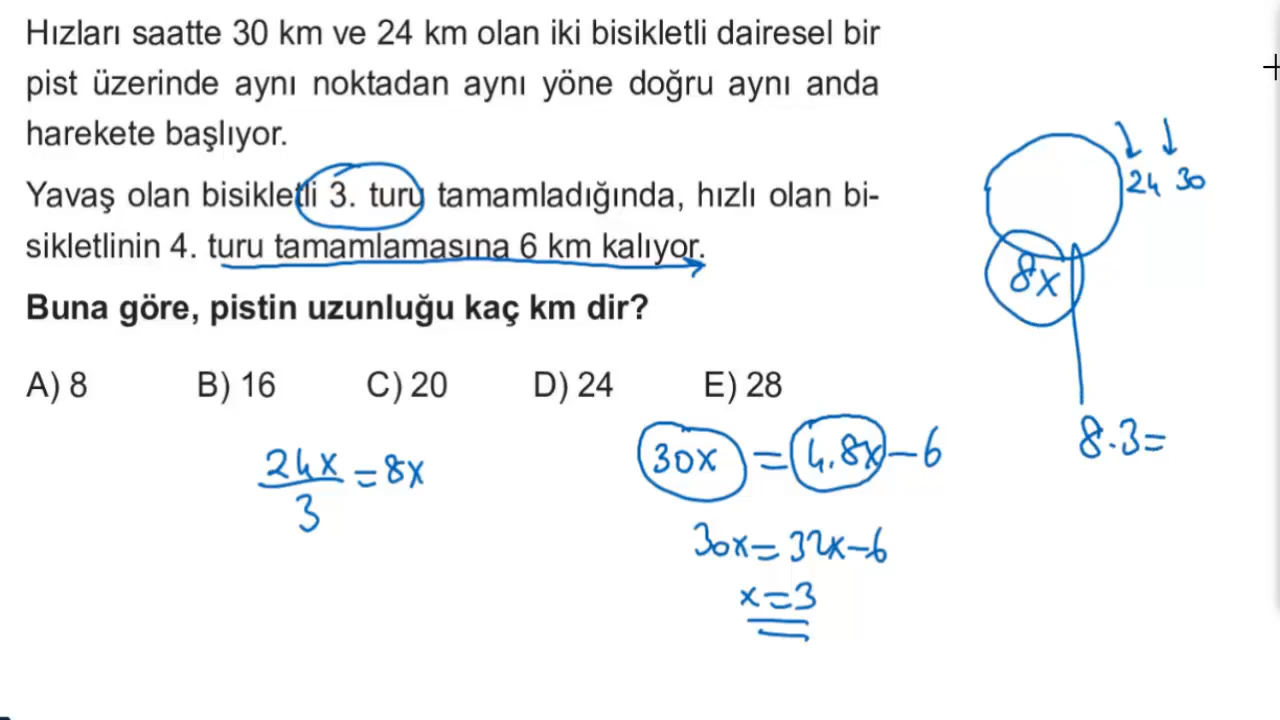 Hızları saatte 30 km ve 24 km olan iki bisikletli dairesel bir
pist üzerinde aynı noktadan aynı yöne doğru aynı anda
harekete başlıyor.
Yavaş olan bisikletli 3. turu tamamladığında, hızlı olan bi-
sikletlinin 4. turu tamamlamasına 6 km kalıyor.
Buna göre, pistin uzunluğu kaç km dir?
A) 8 B) 16 C) 20 D) 24 E) 28
24 30
8x
8.3=
24x/3 = 8x
30x = 4.8x - 6
30x = 32x - 6
x = 3